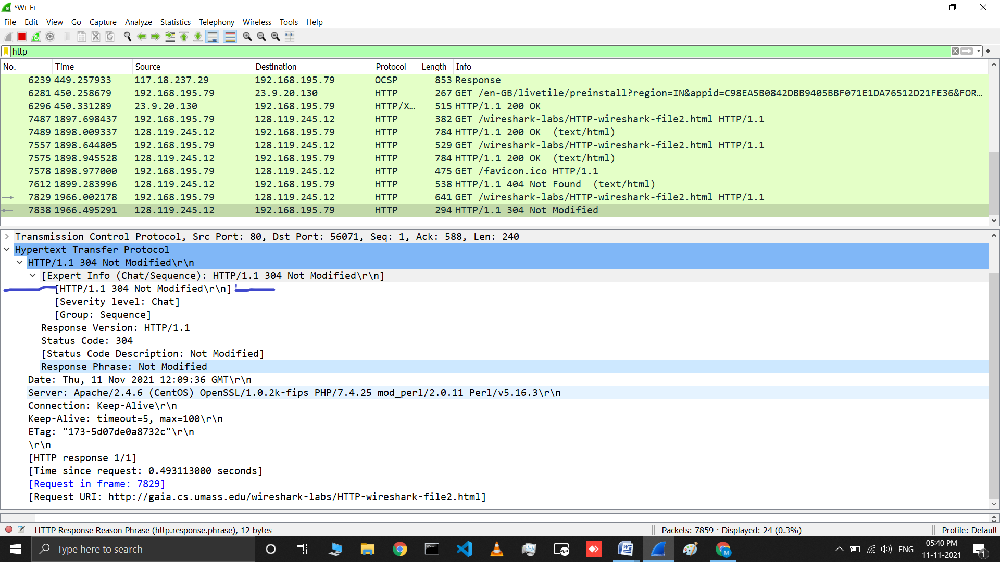 *Wi-Fi
File Edit View Go Capture Analyze Statistics Telephony Wireless Tools Help
http
No. Time Source Destination Protocol Length Info
6239 449.257933 117.18.237.29 192.168.195.79 OCSP 853 Response
6281 450.258679 192.168.195.79 23.9.20.130 HTTP 267 GET /en-GB/livetile/preinstall?region=IN&appid=C98EA5B0842DBB9405BBF071E1DA76512D21FE36&FOR...
6296 450.331289 23.9.20.130 192.168.195.79 HTTP/X... 515 HTTP/1.1 200 OK
7487 1897.698437 192.168.195.79 128.119.245.12 HTTP 382 GET /wireshark-labs/HTTP-wireshark-file2.html HTTP/1.1
7489 1898.009337 128.119.245.12 192.168.195.79 HTTP 784 HTTP/1.1 200 OK (text/html)
7557 1898.644805 192.168.195.79 128.119.245.12 HTTP 529 GET /wireshark-labs/HTTP-wireshark-file2.html HTTP/1.1
7575 1898.945528 128.119.245.12 192.168.195.79 HTTP 784 HTTP/1.1 200 OK (text/html)
7578 1898.977000 192.168.195.79 128.119.245.12 HTTP 475 GET /favicon.ico HTTP/1.1
7612 1899.283996 128.119.245.12 192.168.195.79 HTTP 538 HTTP/1.1 404 Not Found (text/html)
7829 1966.002178 192.168.195.79 128.119.245.12 HTTP 641 GET /wireshark-labs/HTTP-wireshark-file2.html HTTP/1.1
7838 1966.495291 128.119.245.12 192.168.195.79 HTTP 294 HTTP/1.1 304 Not Modified
Transmission Control Protocol, Src Port: 80, Dst Port: 56071, Seq: 1, Ack: 588, Len: 240
Hypertext Transfer Protocol
HTTP/1.1 304 Not Modified\r\n
[Expert Info (Chat/Sequence): HTTP/1.1 304 Not Modified\r\n]
[HTTP/1.1 304 Not Modified\r\n]
[Severity level: Chat]
[Group: Sequence]
Response Version: HTTP/1.1
Status Code: 304
[Status Code Description: Not Modified]
Response Phrase: Not Modified
Date: Thu, 11 Nov 2021 12:09:36 GMT\r\n
Server: Apache/2.4.6 (CentOS) OpenSSL/1.0.2k-fips PHP/7.4.25 mod_perl/2.0.11 Perl/v5.16.3\r\n
Connection: Keep-Alive\r\n
Keep-Alive: timeout=5, max=100\r\n
ETag: "173-5d07de0a8732c"\r\n
\r\n
[HTTP response 1/1]
[Time since request: 0.493113000 seconds]
[Request in frame: 7829]
[Request URI: http://gaia.cs.umass.edu/wireshark-labs/HTTP-wireshark-file2.html]
HTTP Response Reason Phrase (http.response.phrase), 12 bytes Packets: 7859 · Displayed: 24 (0.3%) Profile: Default
Type here to search ENG 05:40 PM
11-11-2021 1